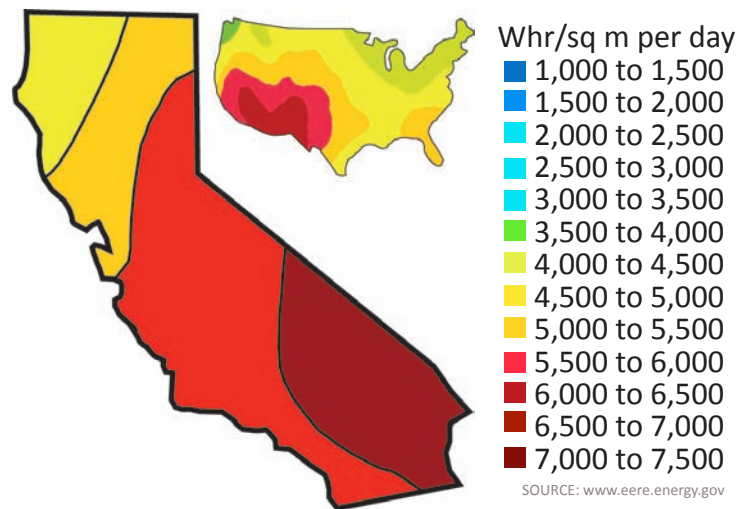 Whr/sq m per day
1,000 to 1,500
1,500 to 2,000
2,000 to 2,500
2,500 to 3,000
3,000 to 3,500
3,500 to 4,000
4,000 to 4,500
4,500 to 5,000
5,000 to 5,500
5,500 to 6,000
6,000 to 6,500
6,500 to 7,000
7,000 to 7,500
SOURCE: www.eere.energy.gov